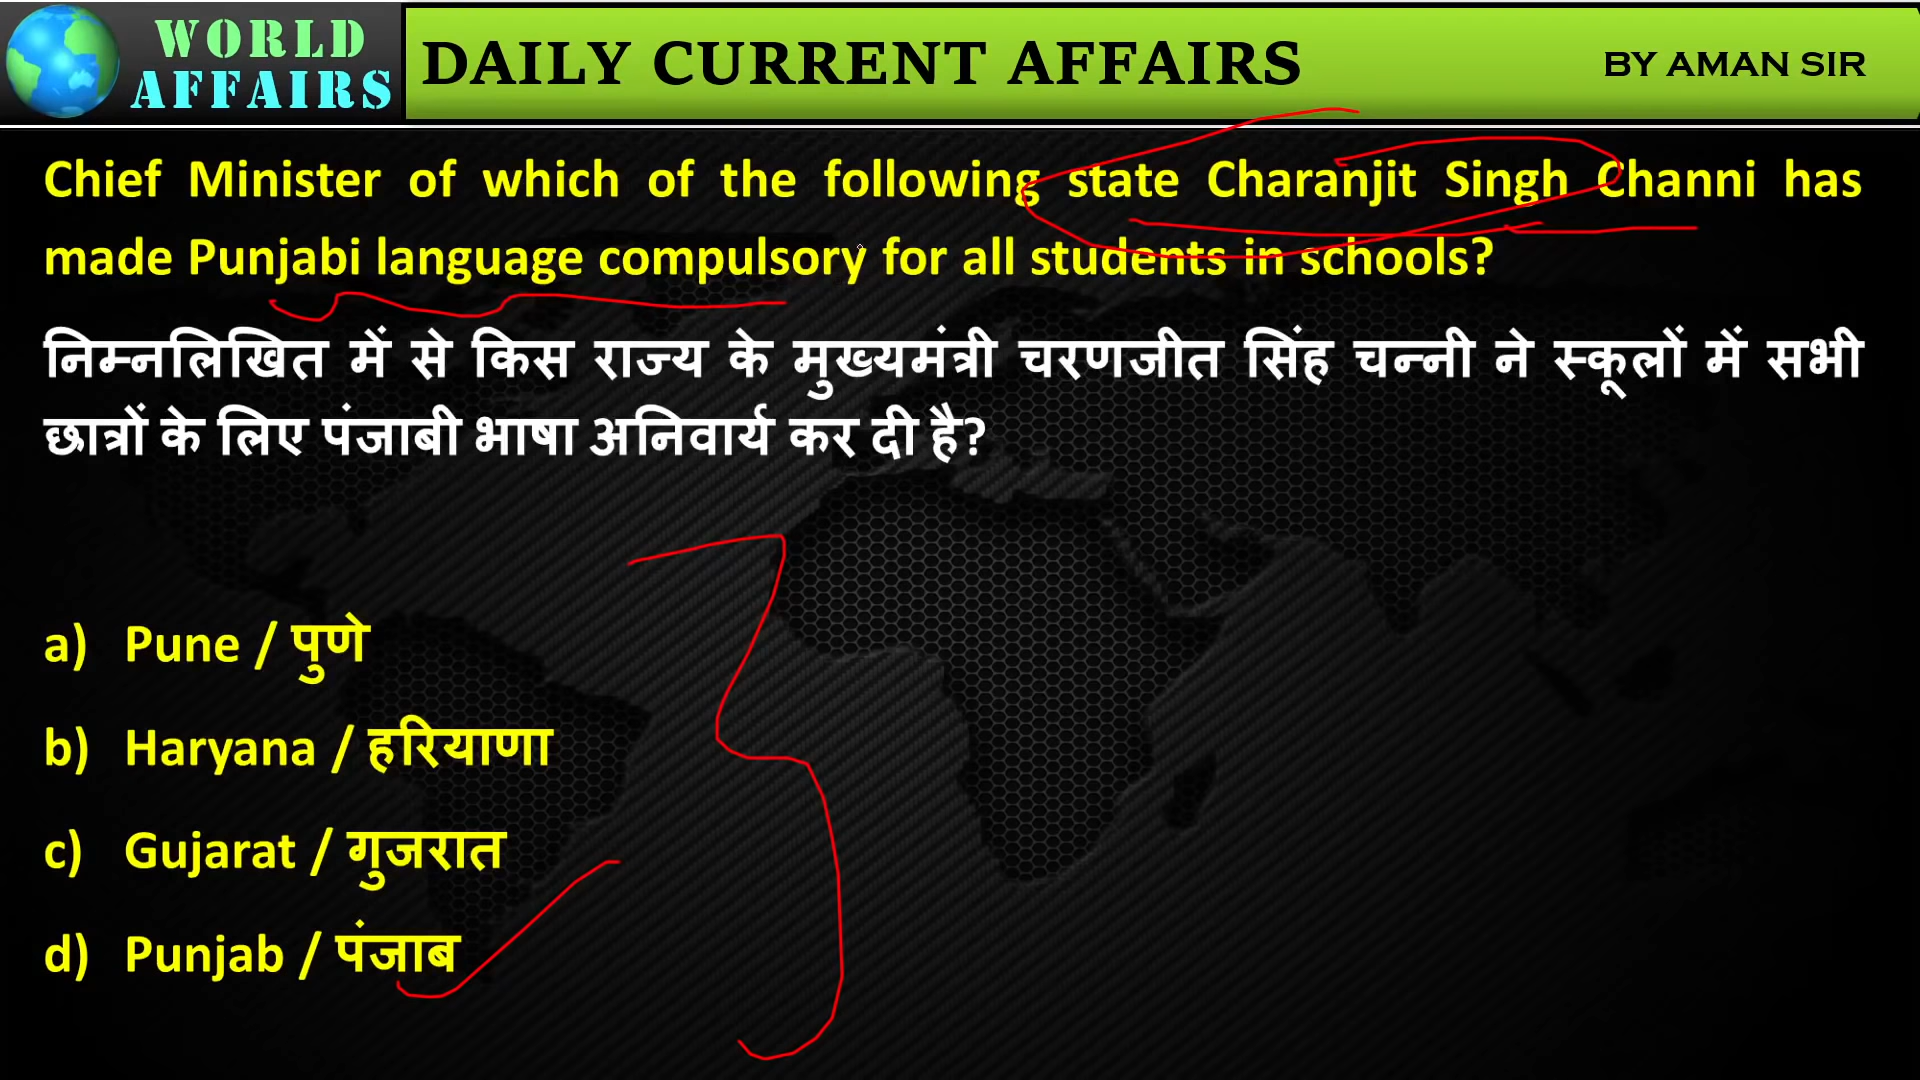 WORLD
AFFAIRS
DAILY CURRENT AFFAIRS
BY AMAN SIR
Chief Minister of which of the following state Charanjit Singh Channi has
made Punjabi language compulsory for all students in schools?
निम्नलिखित में से किस राज्य के मुख्यमंत्री चरणजीत सिंह चन्नी ने स्कूलों में सभी
छात्रों के लिए पंजाबी भाषा अनिवार्य कर दी है?
a) Pune / पुणे
b) Haryana / हरियाणा
c) Gujarat / गुजरात
d) Punjab / पंजाब